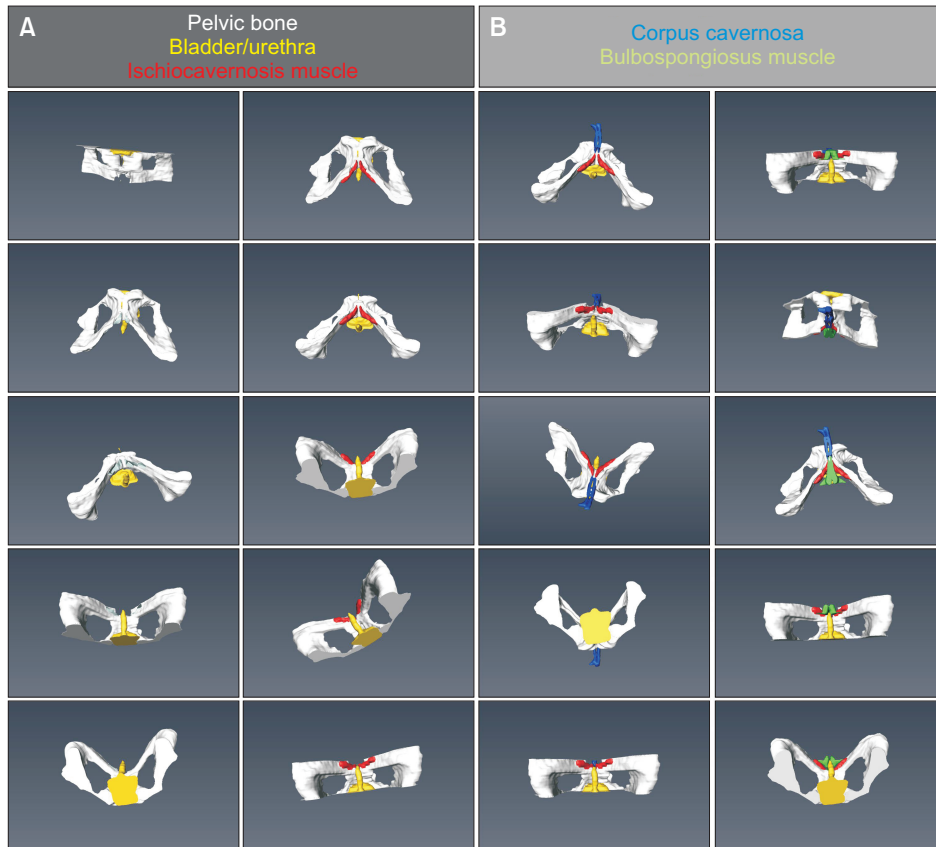 A
Pelvic bone
Bladder/urethra
Ischiocavernosis muscle
B
Corpus cavernosa
Bulbospongiosus muscle